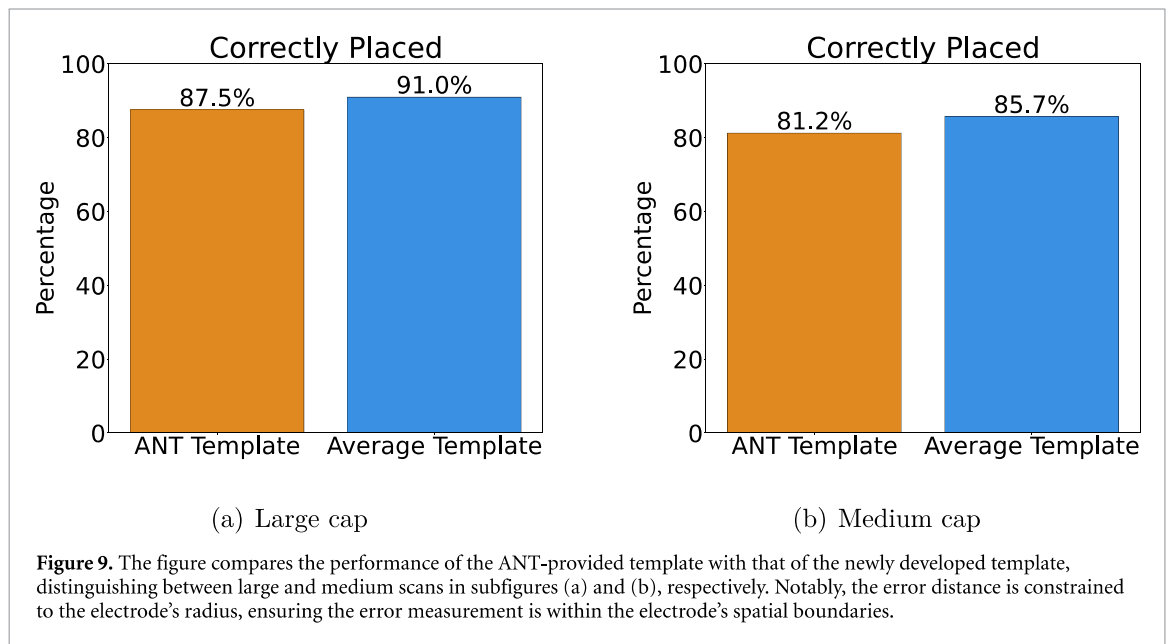 Correctly Placed
100
80
60
40
20
0
Percentage
87.5%
91.0%
ANT Template
Average Template
(a) Large cap
Correctly Placed
100
80
60
40
20
0
Percentage
81.2%
85.7%
ANT Template
Average Template
(b) Medium cap
Figure 9. The figure compares the performance of the ANT-provided template with that of the newly developed template,
distinguishing between large and medium scans in subfigures (a) and (b), respectively. Notably, the error distance is constrained
to the electrode's radius, ensuring the error measurement is within the electrode's spatial boundaries.